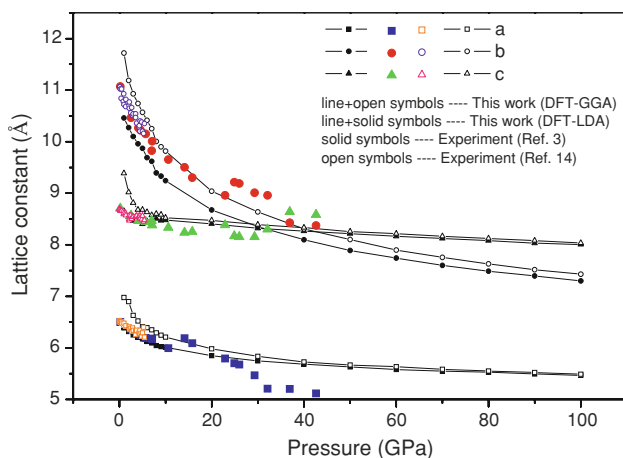 12
11
10
9
8
7
6
5
0
20
40
60
80
100
Lattice constant (Å)
Pressure (GPa)
a
b
c
line+open symbols ---- This work (DFT-GGA)
line+solid symbols ---- This work (DFT-LDA)
solid symbols ---- Experiment (Ref. 3)
open symbols ---- Experiment (Ref. 14)